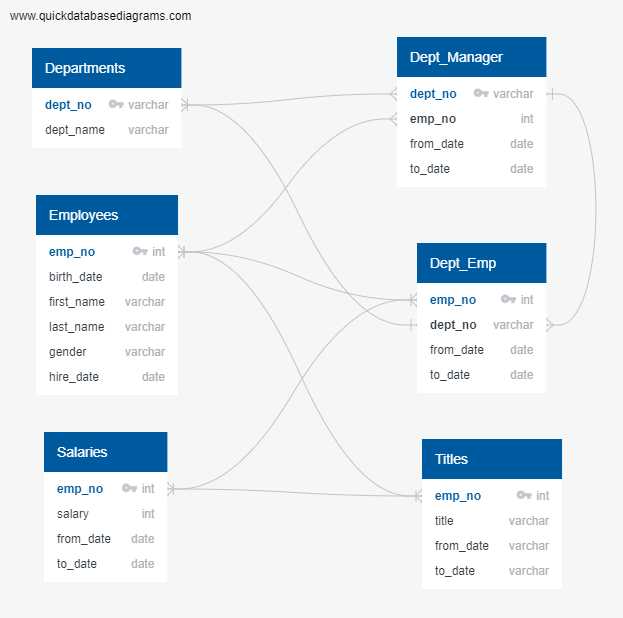 www.quickdatabasediagrams.com
Departments
dept_no varchar
dept_name varchar
Dept_Manager
dept_no varchar
emp_no int
from_date date
to_date date
Employees
emp_no int
birth_date date
first_name varchar
last_name varchar
gender varchar
hire_date date
Dept_Emp
emp_no int
dept_no varchar
from_date date
to_date date
Salaries
emp_no int
salary int
from_date date
to_date date
Titles
emp_no int
title varchar
from_date varchar
to_date varchar